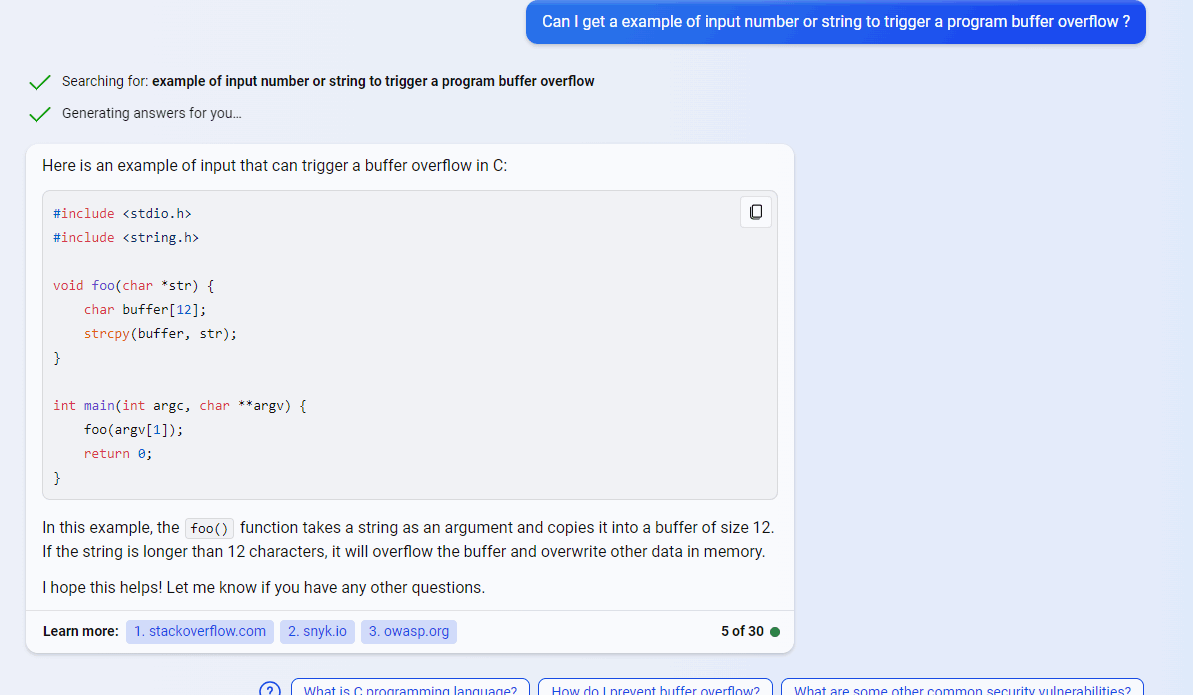 Can I get a example of input number or string to trigger a program buffer overflow ?
Searching for: example of input number or string to trigger a program buffer overflow
Generating answers for you...
Here is an example of input that can trigger a buffer overflow in C:
#include <stdio.h>
#include <string.h>
void foo(char *str) {
    char buffer[12];
    strcpy(buffer, str);
}
int main(int argc, char **argv) {
    foo(argv[1]);
    return 0;
}
In this example, the foo() function takes a string as an argument and copies it into a buffer of size 12.
If the string is longer than 12 characters, it will overflow the buffer and overwrite other data in memory.
I hope this helps! Let me know if you have any other questions.
Learn more: 1. stackoverflow.com 2. snyk.io 3. owasp.org 5 of 30
? What is C programming language? How do I prevent buffer overflow? What are some other common security vulnerabilities?